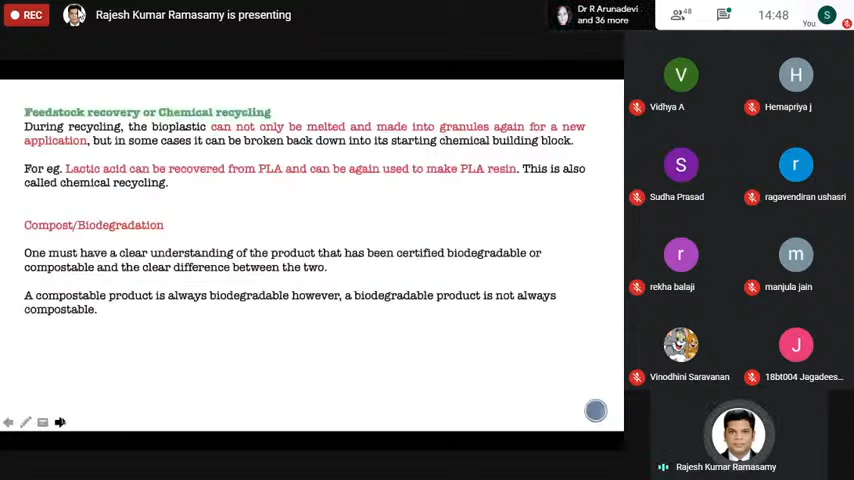 REC
Rajesh Kumar Ramasamy is presenting
Dr R Arunadevi
and 36 more
48
14:48
You
S
Feedstock recovery or Chemical recycling
During recycling, the bioplastic can not only be melted and made into granules again for a new
application, but in some cases it can be broken back down into its starting chemical building block.
For eg. Lactic acid can be recovered from PLA and can be again used to make PLA resin. This is also
called chemical recycling.
Compost/Biodegradation
One must have a clear understanding of the product that has been certified biodegradable or
compostable and the clear difference between the two.
A compostable product is always biodegradable however, a biodegradable product is not always
compostable.
V
H
Vidhya A
Hemapriya j
S
r
Sudha Prasad
ragavendiran ushasri
r
m
rekha balaji
manjula jain
J
Vinodhini Saravanan
18bt004 Jagadees...
Rajesh Kumar Ramasamy